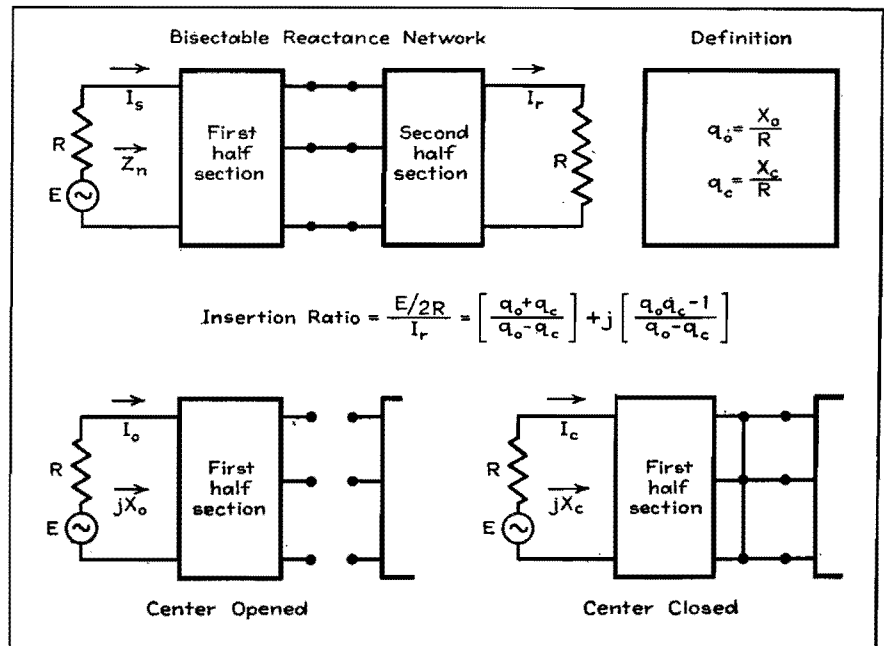 Bisectable Reactance Network
Definition
I_s
I_r
R
Z_n
E
First
half
section
Second
half
section
R
q_o = X_o / R
q_c = X_c / R
Insertion Ratio = E/2R / I_r = [ q_o+q_c / q_o-q_c ] + j [ q_o q_c -1 / q_o-q_c ]
I_o
R
jX_o
E
First
half
section
Center Opened
I_c
R
jX_c
E
First
half
section
Center Closed